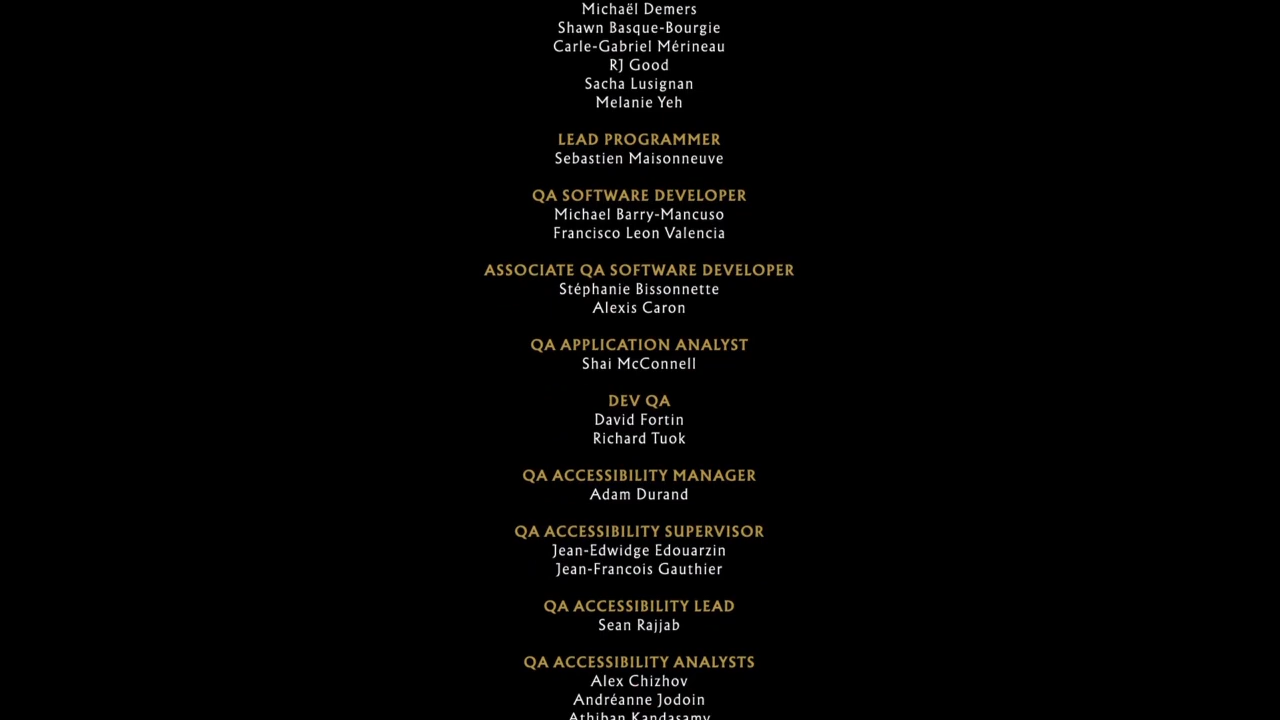 Michaël Demers
Shawn Basque-Bourgie
Carle-Gabriel Mérineau
RJ Good
Sacha Lusignan
Melanie Yeh
LEAD PROGRAMMER
Sebastien Maisonneuve
QA SOFTWARE DEVELOPER
Michael Barry-Mancuso
Francisco Leon Valencia
ASSOCIATE QA SOFTWARE DEVELOPER
Stéphanie Bissonnette
Alexis Caron
QA APPLICATION ANALYST
Shai McConnell
DEV QA
David Fortin
Richard Tuok
QA ACCESSIBILITY MANAGER
Adam Durand
QA ACCESSIBILITY SUPERVISOR
Jean-Edwidge Edouarzin
Jean-Francois Gauthier
QA ACCESSIBILITY LEAD
Sean Rajjab
QA ACCESSIBILITY ANALYSTS
Alex Chizhov
Andréanne Jodoin
Athiban Kandasamy